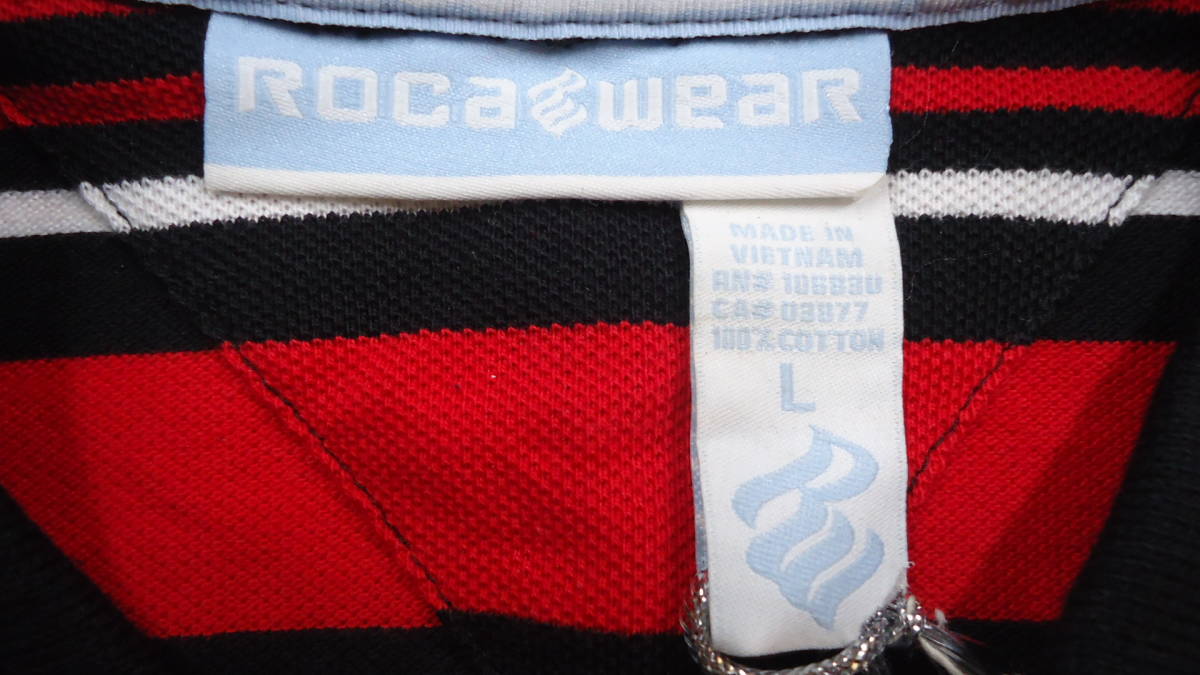 ROCAWEAR
MADE IN
VIETNAM
RN# 106830
CA# 03877
100% COTTON
L